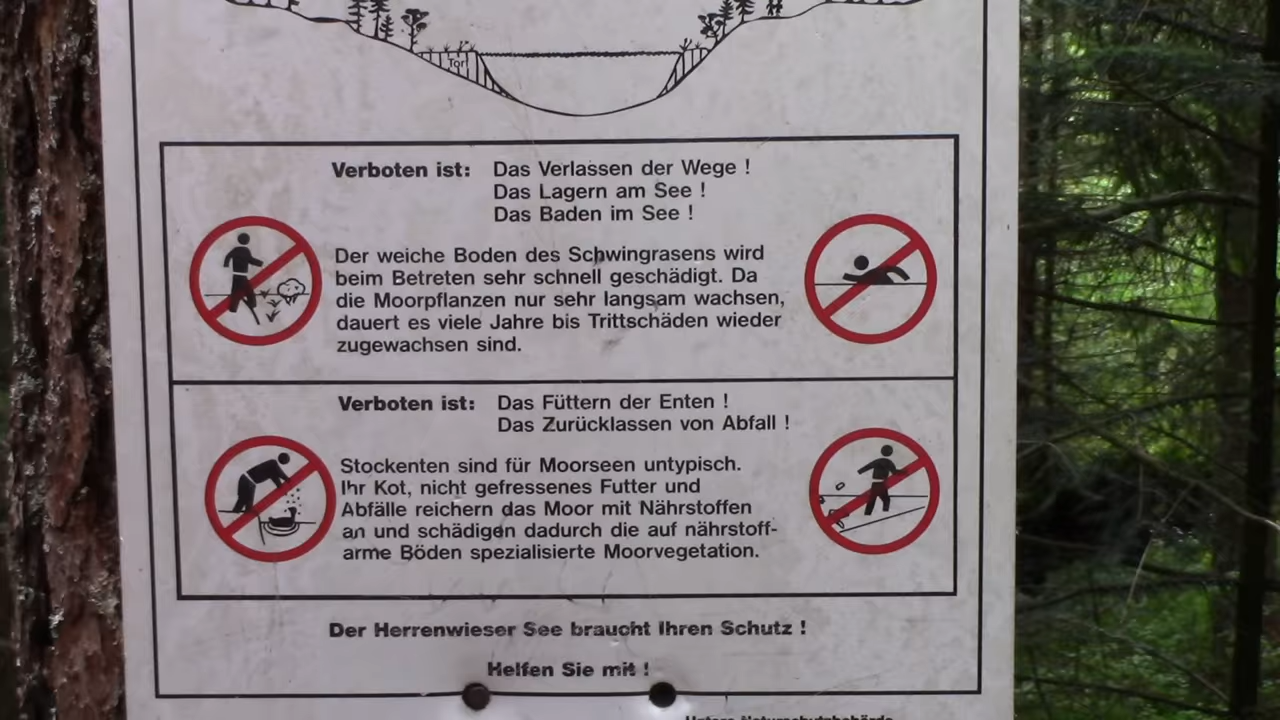 Torf
Verboten ist: Das Verlassen der Wege !
Das Lagern am See !
Das Baden im See !
Der weiche Boden des Schwingrasens wird
beim Betreten sehr schnell geschädigt. Da
die Moorpflanzen nur sehr langsam wachsen,
dauert es viele Jahre bis Trittschäden wieder
zugewachsen sind.
Verboten ist: Das Füttern der Enten !
Das Zurücklassen von Abfall !
Stockenten sind für Moorseen untypisch.
Ihr Kot, nicht gefressenes Futter und
Abfälle reichern das Moor mit Nährstoffen
an und schädigen dadurch die auf nährstoff-
arme Böden spezialisierte Moorvegetation.
Der Herrenwieser See braucht Ihren Schutz !
Helfen Sie mit !
Untere Naturschutzbehörde